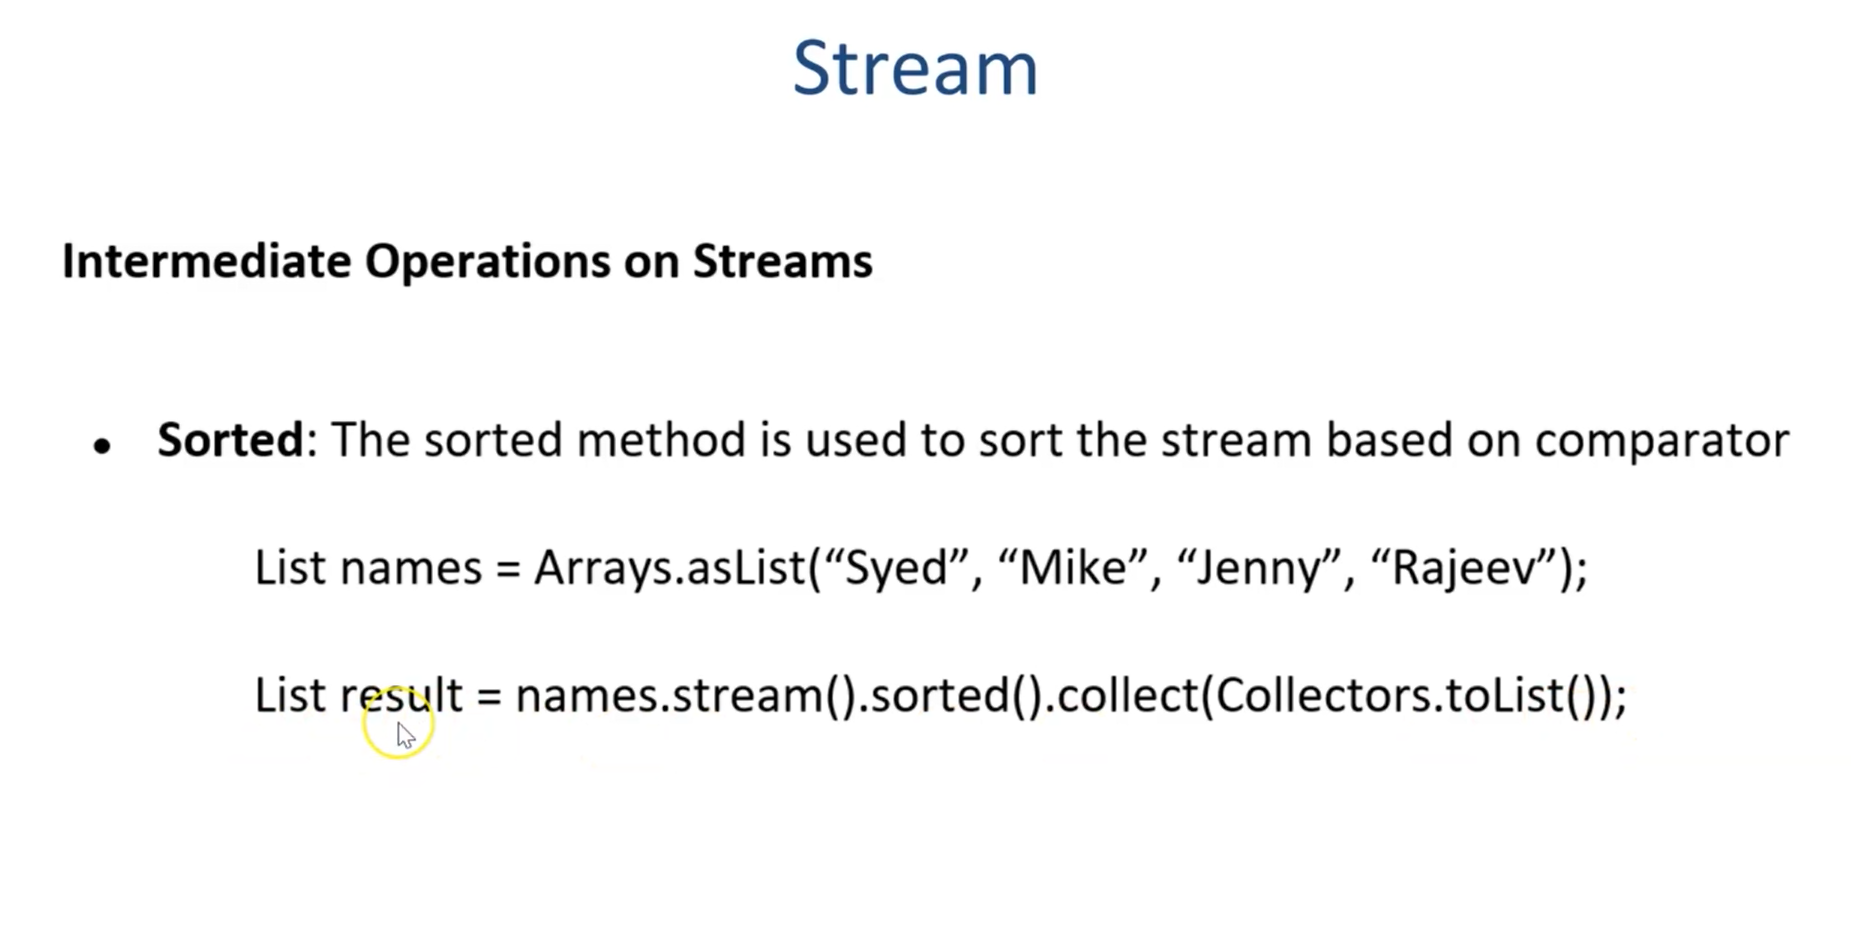 Stream
Intermediate Operations on Streams
• Sorted: The sorted method is used to sort the stream based on comparator
List names = Arrays.asList(“Syed”, “Mike”, “Jenny”, “Rajeev”);
List result = names.stream().sorted().collect(Collectors.toList());